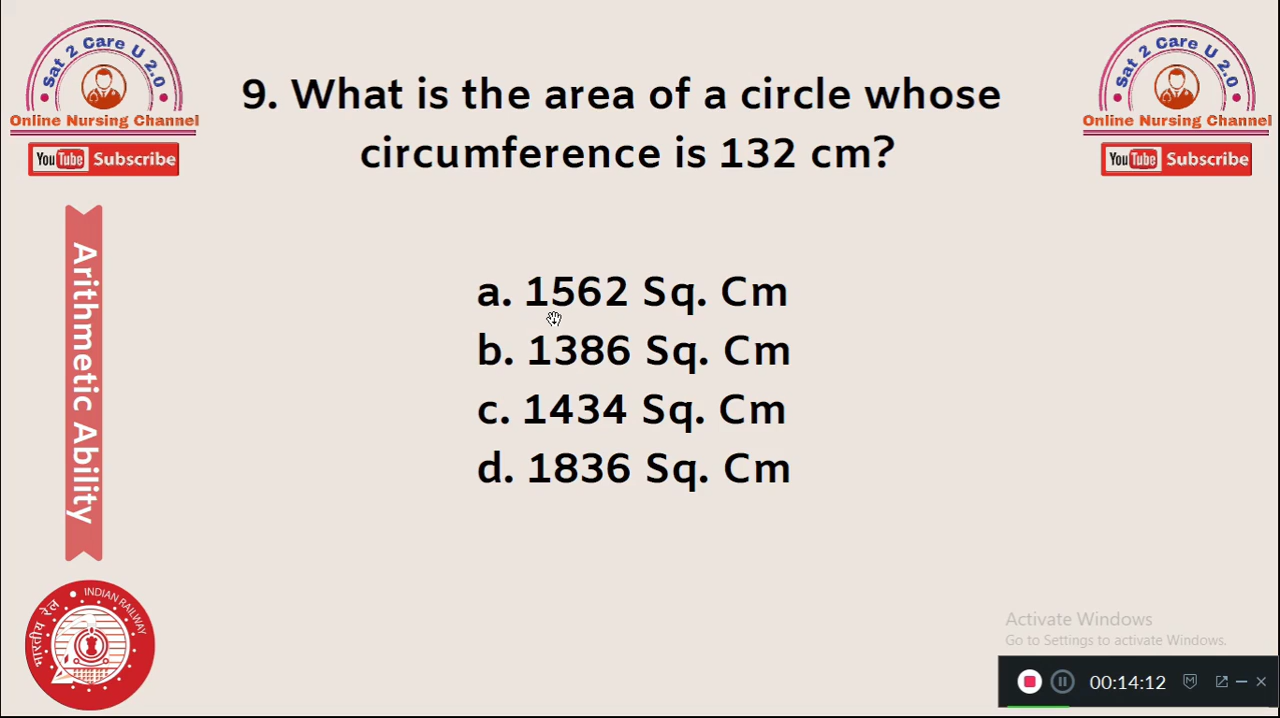 Sat 2 Care U 2.0
Online Nursing Channel
YouTube Subscribe
Sat 2 Care U 2.0
Online Nursing Channel
YouTube Subscribe
9. What is the area of a circle whose
circumference is 132 cm?
Arithmetic Ability
a. 1562 Sq. Cm
b. 1386 Sq. Cm
c. 1434 Sq. Cm
d. 1836 Sq. Cm
भारतीय रेल
INDIAN RAILWAY
Activate Windows
Go to Settings to activate Windows.
00:14:12